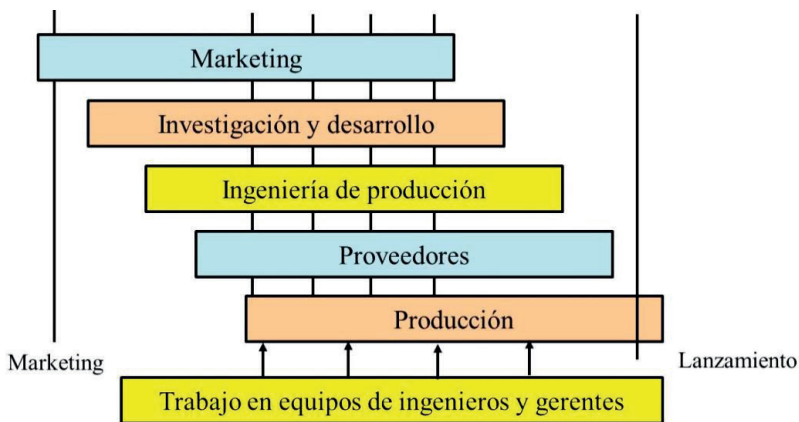 Marketing
Investigación y desarrollo
Ingeniería de producción
Proveedores
Producción
Marketing
Lanzamiento
Trabajo en equipos de ingenieros y gerentes